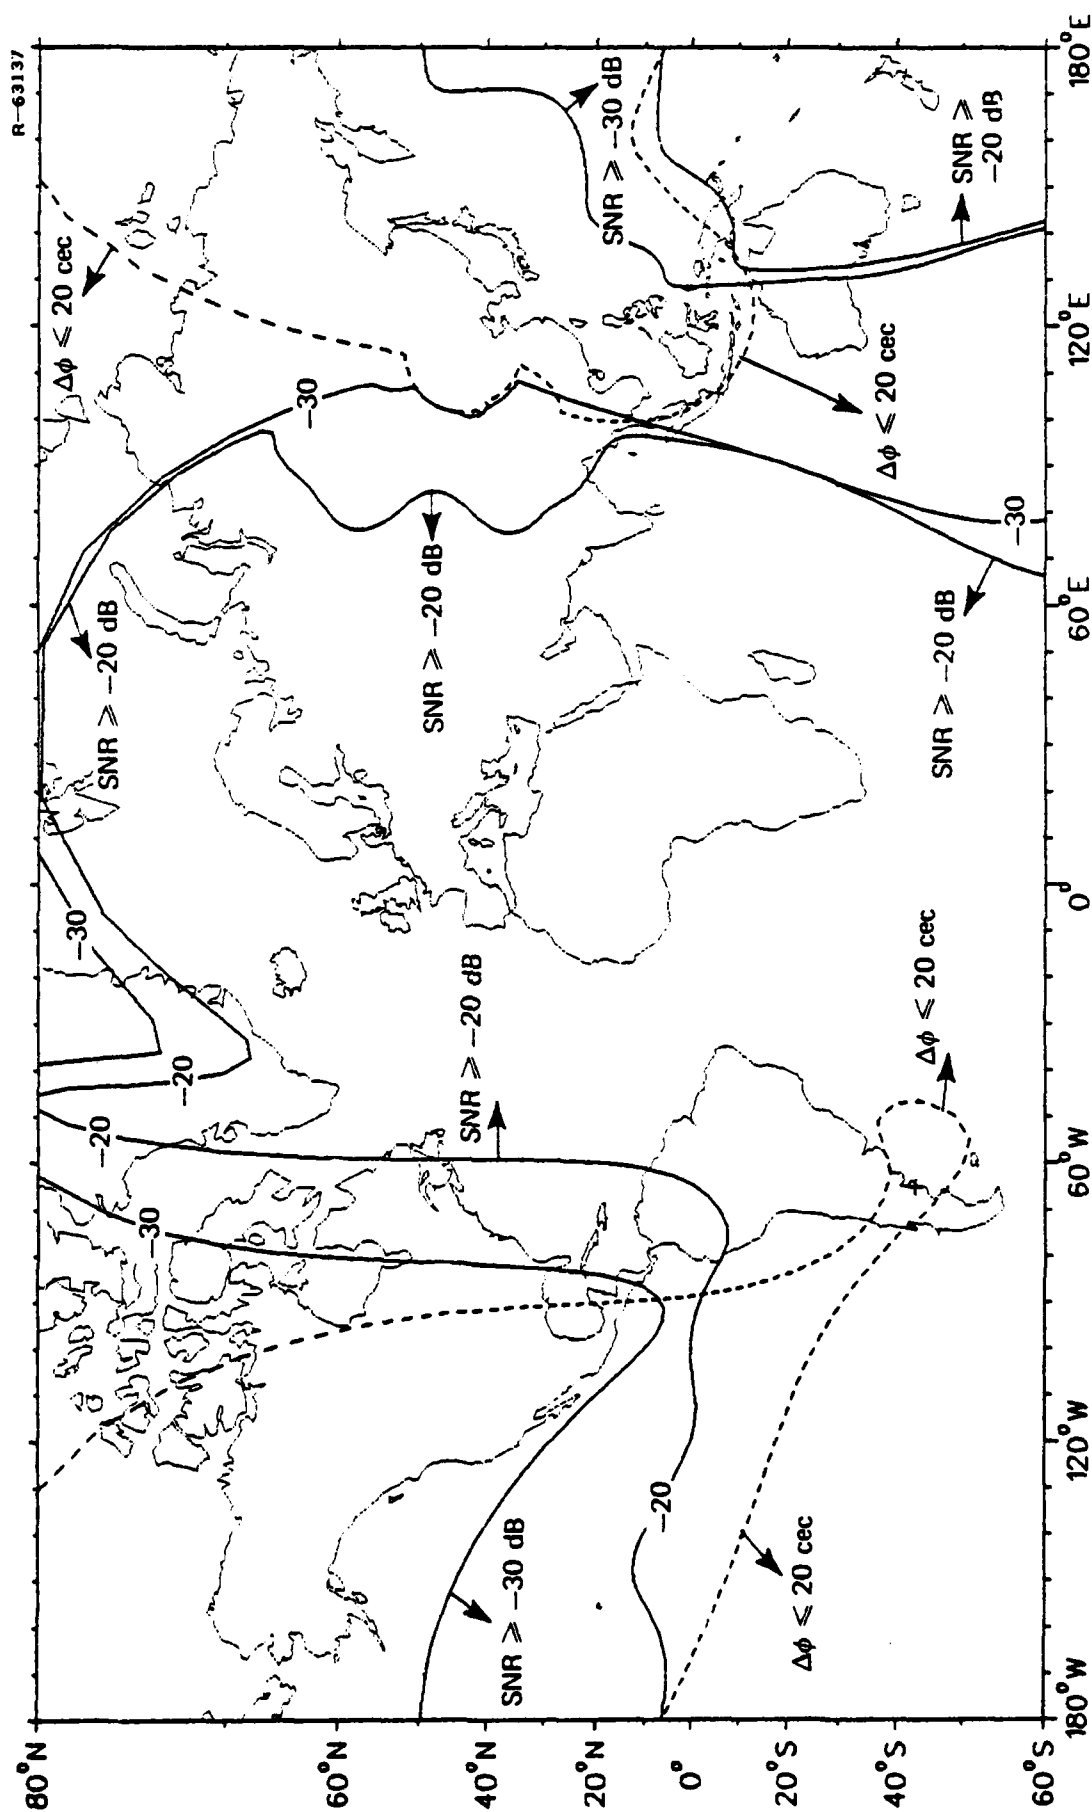 R-63137
Δφ ⩽ 20 cec
SNR ⩾ -20 dB
-30
-30
-20
-20
-30
SNR ⩾ -20 dB
SNR ⩾ -20 dB
SNR ⩾ -30 dB
SNR ⩾ -30 dB
-20
Δφ ⩽ 20 cec
Δφ ⩽ 20 cec
Δφ ⩽ 20 cec
SNR ⩾ -20 dB
-30
SNR ⩾
-20 dB
80°N
60°N
40°N
20°N
0°
20°S
40°S
60°S
180°W
120°W
60°W
0°
60°E
120°E
180°E